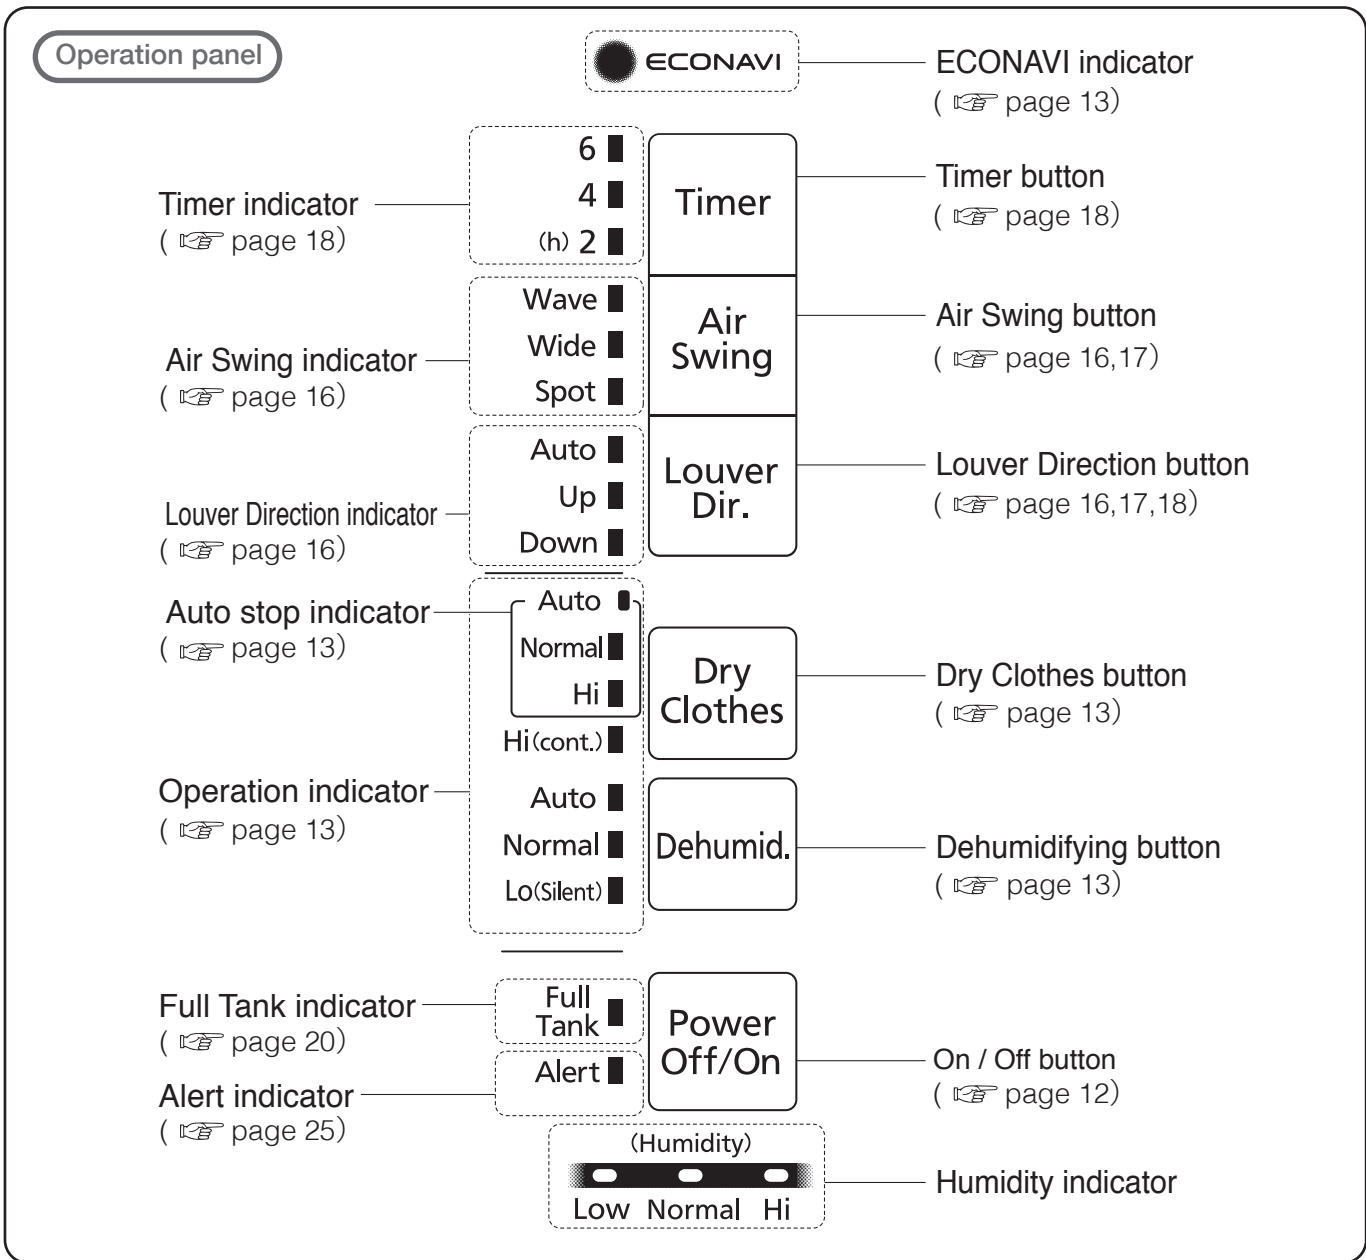 Operation panel
ECONAVI
ECONAVI indicator
( ☞ page 13)
6
4
(h) 2
Timer
Timer indicator
( ☞ page 18)
Timer button
( ☞ page 18)
Wave
Wide
Spot
Air
Swing
Air Swing indicator
( ☞ page 16)
Air Swing button
( ☞ page 16,17)
Auto
Up
Down
Louver
Dir.
Louver Direction indicator
( ☞ page 16)
Louver Direction button
( ☞ page 16,17,18)
Auto
Normal
Hi
Hi(cont.)
Dry
Clothes
Auto stop indicator
( ☞ page 13)
Dry Clothes button
( ☞ page 13)
Auto
Normal
Lo(Silent)
Dehumid.
Operation indicator
( ☞ page 13)
Dehumidifying button
( ☞ page 13)
Full
Tank
Alert
Power
Off/On
Full Tank indicator
( ☞ page 20)
Alert indicator
( ☞ page 25)
On / Off button
( ☞ page 12)
(Humidity)
Low Normal Hi
Humidity indicator